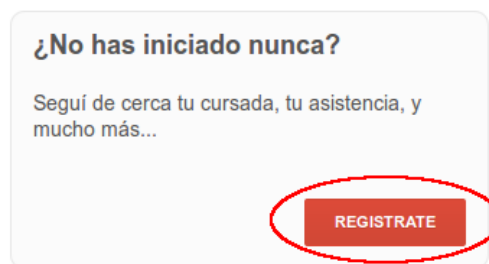 ¿No has iniciado nunca?
Seguí de cerca tu cursada, tu asistencia, y
mucho más...
REGISTRATE